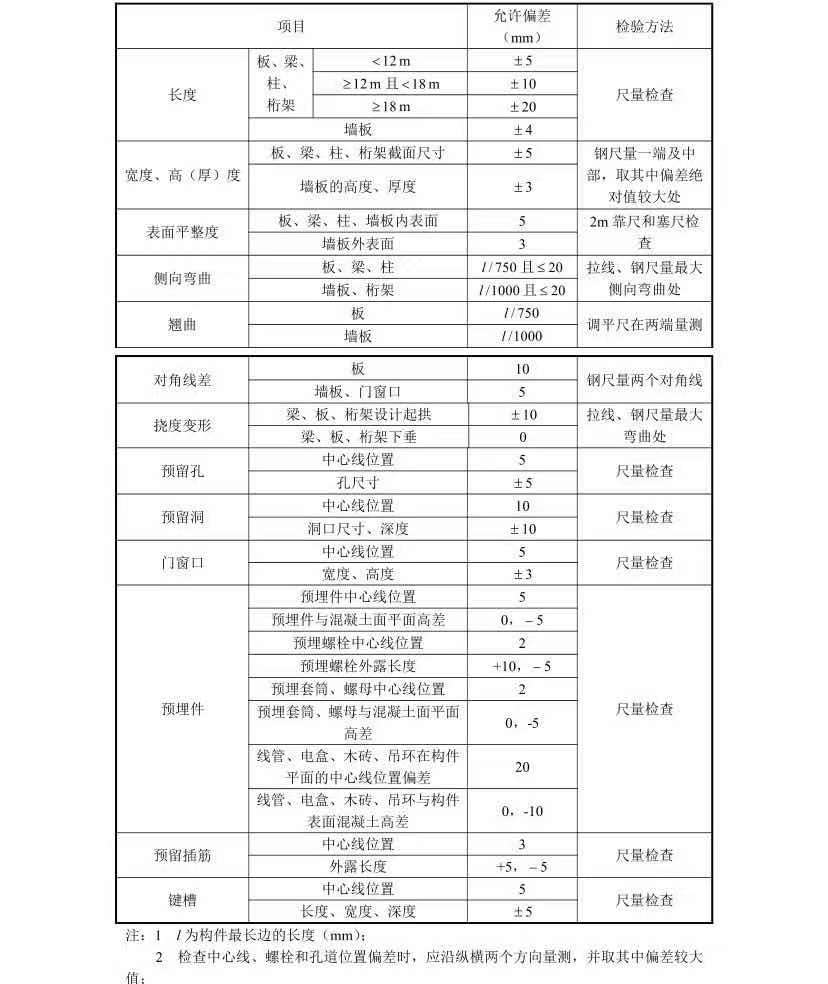 项目 允许偏差（mm） 检验方法
长度 板、梁、柱、桁架 <12m ±5 尺量检查
≥12m且<18m ±10
≥18m ±20
墙板 ±4
宽度、高（厚）度 板、梁、柱、桁架截面尺寸 ±5 钢尺量一端及中部，取其中偏差绝对值较大处
墙板的高度、厚度 ±3
表面平整度 板、梁、柱、墙板内表面 5 2m靠尺和塞尺检查
墙板外表面 3
侧向弯曲 板、梁、柱 l/750且≤20 拉线、钢尺量最大侧向弯曲处
墙板、桁架 l/1000且≤20
翘曲 板 l/750 调平尺在两端量测
墙板 l/1000
对角线差 板 10 钢尺量两个对角线
墙板、门窗口 5
挠度变形 梁、板、桁架设计起拱 ±10 拉线、钢尺量最大弯曲处
梁、板、桁架下垂 0
预留孔 中心线位置 5 尺量检查
孔尺寸 ±5
预留洞 中心线位置 10 尺量检查
洞口尺寸、深度 ±10
门窗口 中心线位置 5 尺量检查
宽度、高度 ±3
预埋件 预埋件中心线位置 5 尺量检查
预埋件与混凝土面平面高差 0，－5
预埋螺栓中心线位置 2
预埋螺栓外露长度 +10，－5
预埋套筒、螺母中心线位置 2
预埋套筒、螺母与混凝土面平面高差 0，-5
线管、电盒、木砖、吊环在构件平面的中心线位置偏差 20
线管、电盒、木砖、吊环与构件表面混凝土高差 0，-10
预留插筋 中心线位置 3 尺量检查
外露长度 +5，－5
键槽 中心线位置 5 尺量检查
长度、宽度、深度 ±5
注：1 l为构件最长边的长度（mm）；
2 检查中心线、螺栓和孔道位置偏差时，应沿纵横两个方向量测，并取其中偏差较大
值；